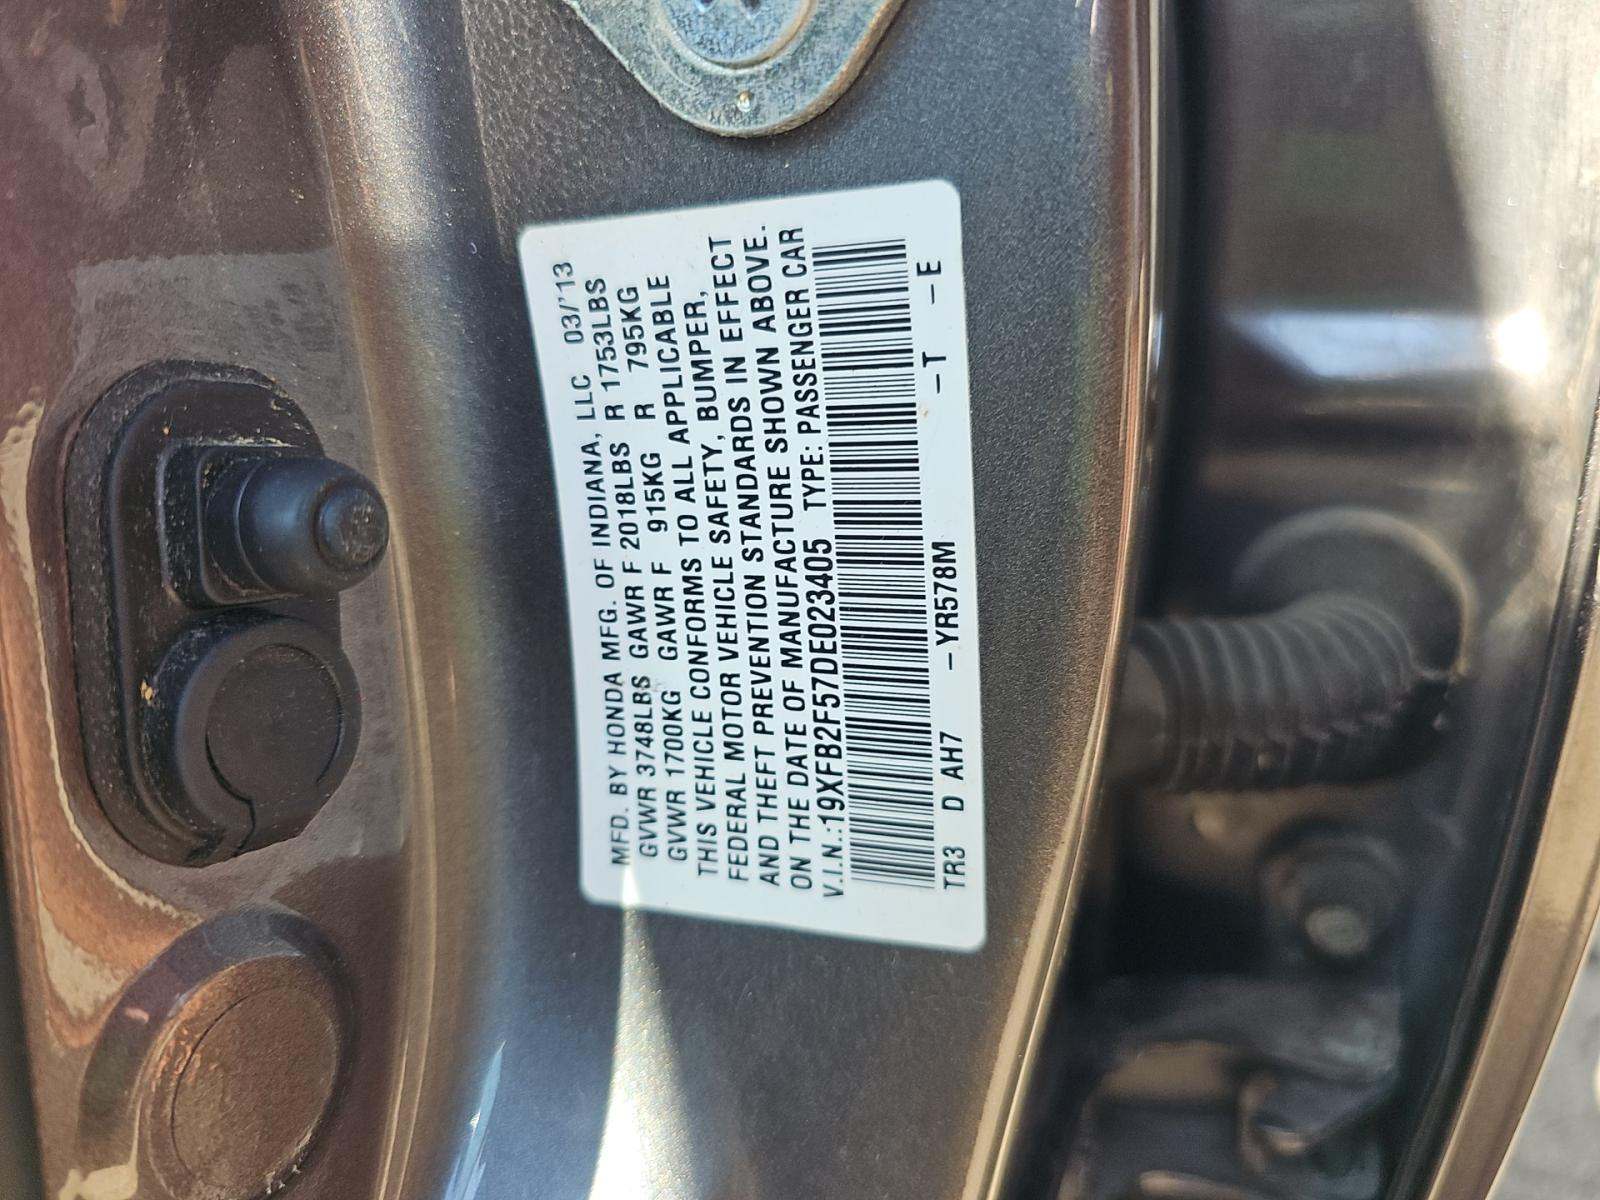 MFD. BY HONDA MFG. OF INDIANA, LLC 03/'13
GVWR 3748LBS GAWR F 2018LBS R 1753LBS
GVWR 1700KG GAWR F 915KG R 795KG
THIS VEHICLE CONFORMS TO ALL APPLICABLE
FEDERAL MOTOR VEHICLE SAFETY, BUMPER,
AND THEFT PREVENTION STANDARDS IN EFFECT
ON THE DATE OF MANUFACTURE SHOWN ABOVE.
V.I.N.:19XFB2F57DE023405 TYPE: PASSENGER CAR
TR3 D AH7 -YR578M -T -E